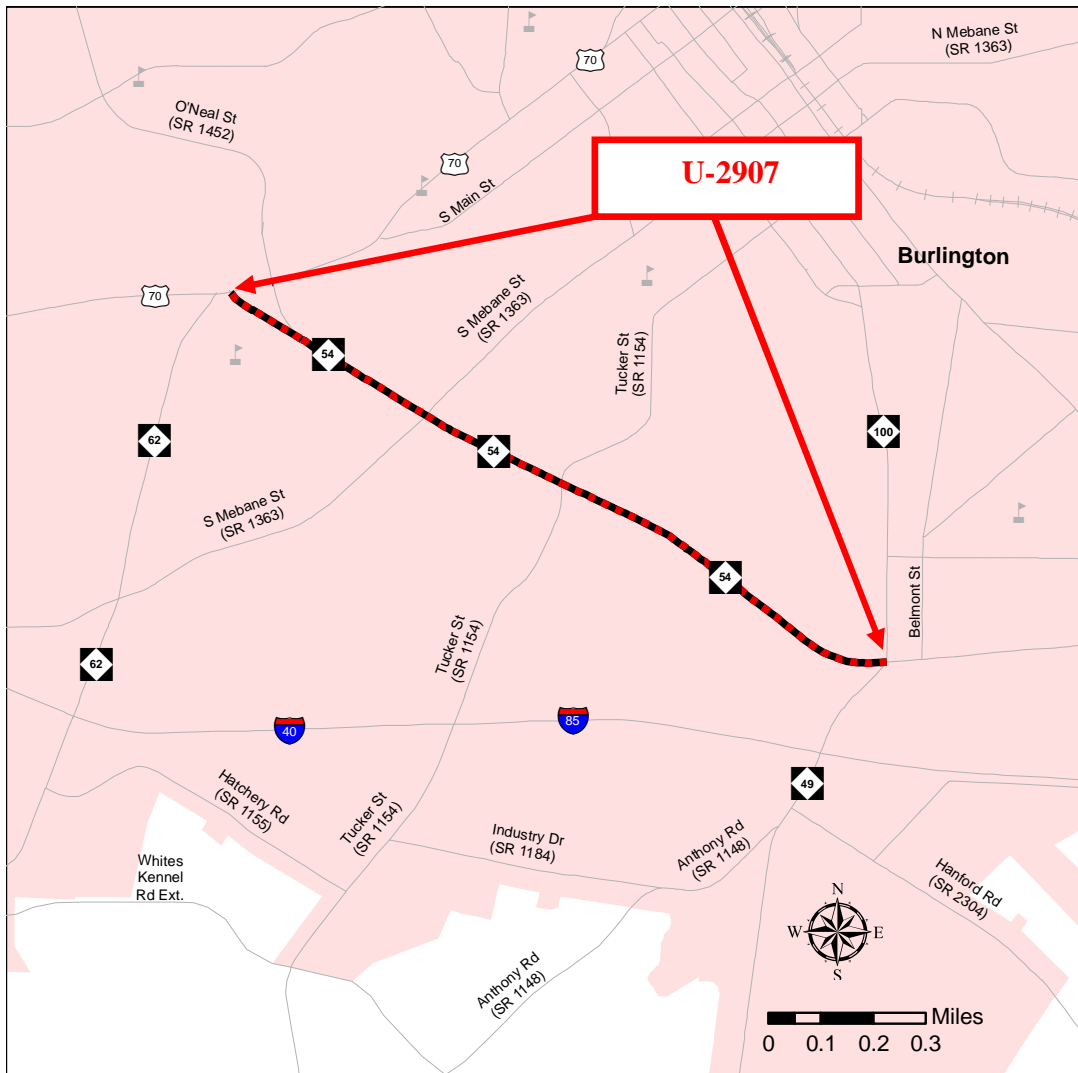 N Mebane St
(SR 1363)
70
O'Neal St
(SR 1452)
70
U-2907
S Main St
Burlington
70
S Mebane St
(SR 1363)
Tucker St
(SR 1154)
54
62
100
54
S Mebane St
(SR 1363)
54
Belmont St
Tucker St
(SR 1154)
62
40
85
49
Hatchery Rd
(SR 1155)
Tucker St
(SR 1154)
Industry Dr
(SR 1184)
Anthony Rd
(SR 1148)
Whites
Kennel
Rd Ext.
Hanford Rd
(SR 2304)
N
W
E
S
Anthony Rd
(SR 1148)
Miles
0 0.1 0.2 0.3